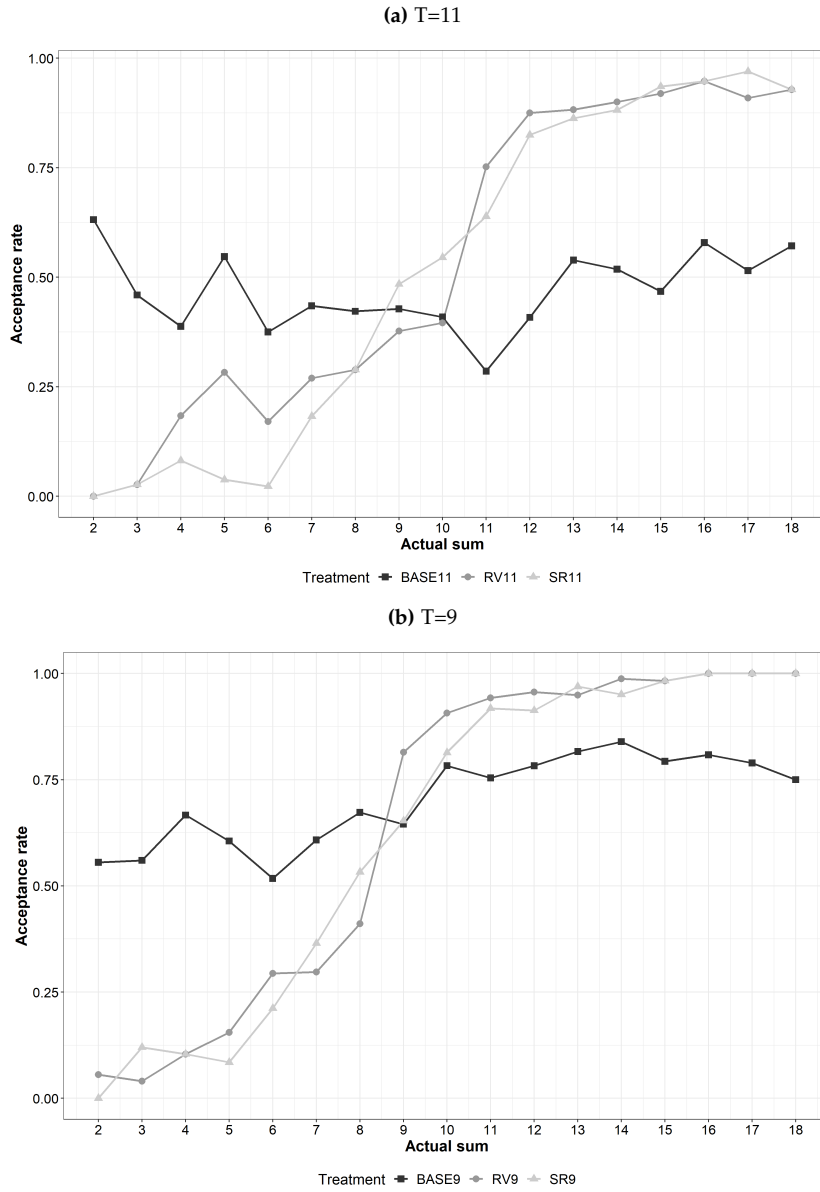 (a) T=11
1.00
0.75
0.50
0.25
0.00
Acceptance rate
2 3 4 5 6 7 8 9 10 11 12 13 14 15 16 17 18
Actual sum
Treatment BASE11 RV11 SR11
(b) T=9
1.00
0.75
0.50
0.25
0.00
Acceptance rate
2 3 4 5 6 7 8 9 10 11 12 13 14 15 16 17 18
Actual sum
Treatment BASE9 RV9 SR9